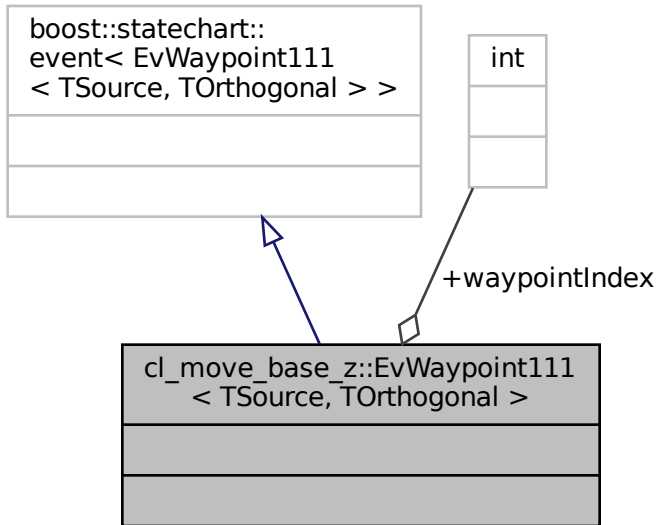 boost::statechart::
event< EvWaypoint111
< TSource, TOrthogonal > >
int
+waypointIndex
cl_move_base_z::EvWaypoint111
< TSource, TOrthogonal >